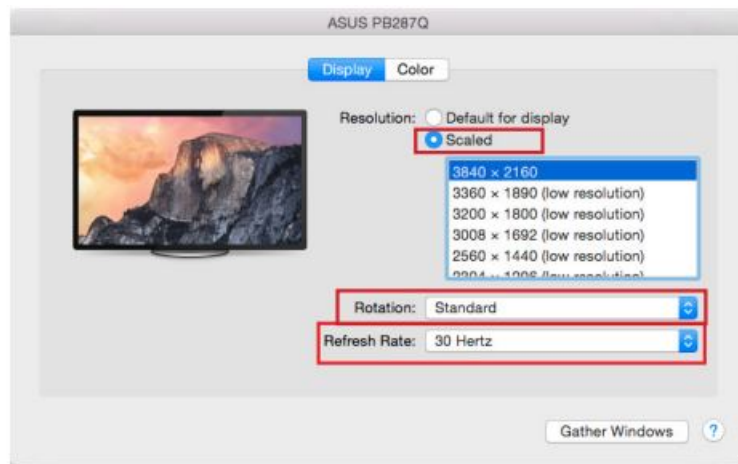 ASUS PB287Q
Display Color
Resolution: Default for display
Scaled
3840 × 2160
3360 × 1890 (low resolution)
3200 × 1800 (low resolution)
3008 × 1692 (low resolution)
2560 × 1440 (low resolution)
Rotation: Standard
Refresh Rate: 30 Hertz
Gather Windows ?